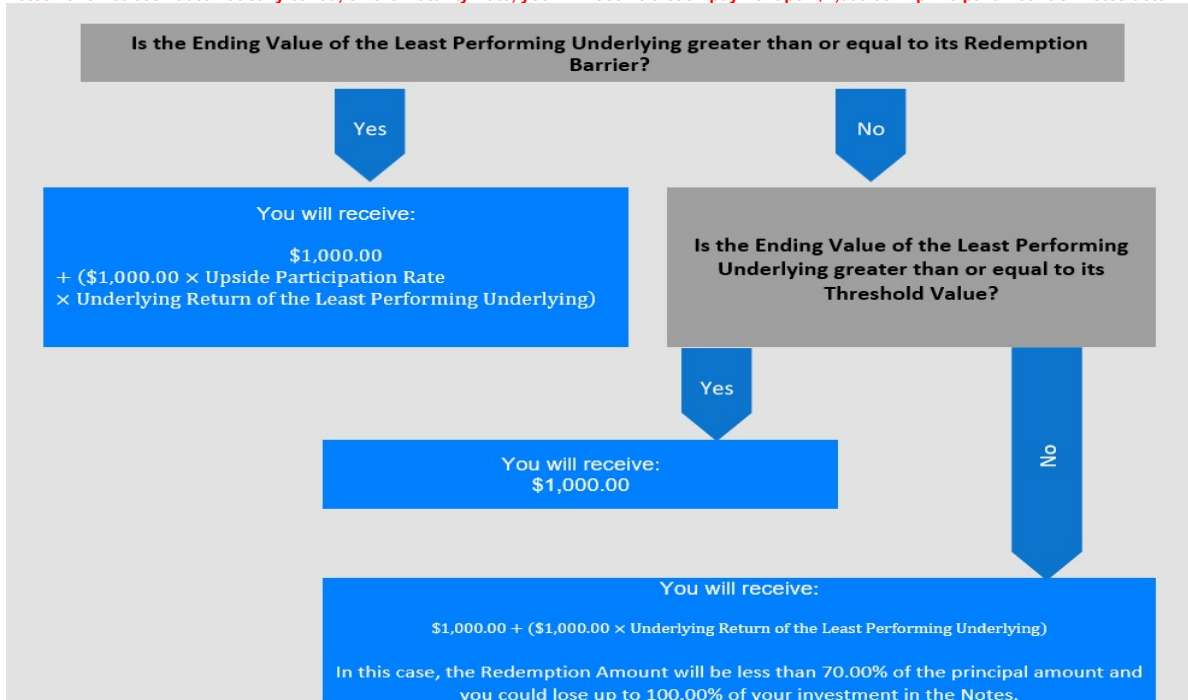 Is the Ending Value of the Least Performing Underlying greater than or equal to its Redemption
Barrier?
Yes
No
You will receive:
$1,000.00
+ ($1,000.00 × Upside Participation Rate
× Underlying Return of the Least Performing Underlying)
Is the Ending Value of the Least Performing
Underlying greater than or equal to its
Threshold Value?
Yes
No
You will receive:
$1,000.00
You will receive:
$1,000.00 + ($1,000.00 × Underlying Return of the Least Performing Underlying)
In this case, the Redemption Amount will be less than 70.00% of the principal amount and
you could lose up to 100.00% of your investment in the Notes.